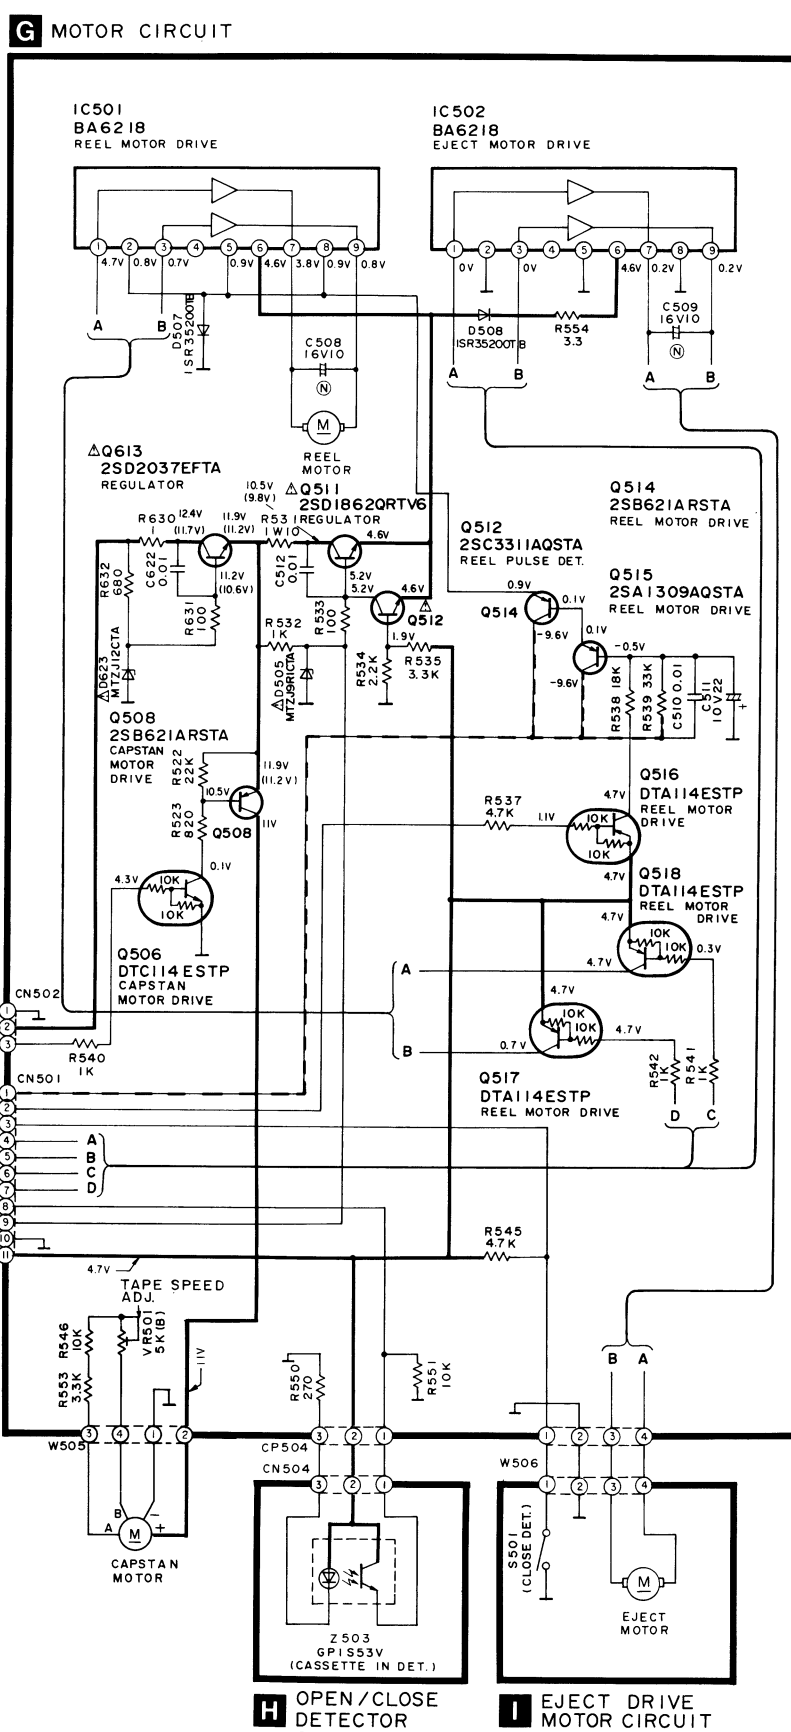 G MOTOR CIRCUIT
IC501
BA6218
REEL MOTOR DRIVE
IC502
BA6218
EJECT MOTOR DRIVE
1 2 3 4 5 6 7 8 9
4.7V 0.8V 0.7V 0.9V 4.6V 3.8V 0.9V 0.8V
1 2 3 4 5 6 7 8 9
0V 0V 4.6V 0.2V 0.2V
A B
D507
1SR35200TB
C508
16V10
N
M
REEL
MOTOR
D508
1SR35200TB
R554
3.3
C509
16V10
N
A B
A B
⚠Q613
2SD2037EFTA
REGULATOR
10.5V
(9.8V)
⚠Q511
2SD1862QRTV6
REGULATOR
Q514
2SB621ARSTA
REEL MOTOR DRIVE
R630
1
12.4V
(11.7V)
11.9V
(11.2V)
R531
1W10
4.6V
Q512
2SC3311AQSTA
REEL PULSE DET.
Q515
2SA1309AQSTA
REEL MOTOR DRIVE
R632
680
C622
0.01
11.2V
(10.6V)
R631
100
C512
0.01
5.2V
5.2V
R533
100
4.6V
⚠
Q512
0.9V
Q514
0.1V
-9.6V
0.1V
-0.5V
-9.6V
R532
1K
1.9V
R534
2.2K
R535
3.3K
⚠D623
MTZJ12CTA
⚠D505
MTZJ9R1CTA
R538 18K
R539 33K
C510 0.01
C511
10V22
+
Q508
2SB621ARSTA
CAPSTAN
MOTOR
DRIVE
R522
22K
11.9V
(11.2V)
10.5V
R523
820
Q508
11V
0.1V
4.3V
10K
10K
Q506
DTC114ESTP
CAPSTAN
MOTOR DRIVE
R537
4.7K
1.1V
4.7V
10K
10K
4.7V
Q516
DTA114ESTP
REEL MOTOR
DRIVE
Q518
DTA114ESTP
REEL MOTOR
DRIVE
4.7V
10K
10K
0.3V
4.7V
A
4.7V
10K
10K
4.7V
B
0.7V
Q517
DTA114ESTP
REEL MOTOR DRIVE
R542
1K
R541
1K
D C
CN502
1
2
3
R540
1K
CN501
1
2
3
4 A
5 B
6 C
7 D
8
9
10
11
4.7V
R545
4.7K
TAPE SPEED
ADJ.
R546
10K
R553
3.3K
VR501
5K(B)
11V
R550
270
R551
10K
B A
3 4 1 2
W505
3 2 1
CP504
1 2 3 4
W506
CN504
3 2 1
1 2 3 4
B
A
-
+
M
CAPSTAN
MOTOR
Z503
GP1S53V
(CASSETTE IN DET.)
S501
(CLOSE DET.)
M
EJECT
MOTOR
H OPEN/CLOSE
DETECTOR
I EJECT DRIVE
MOTOR CIRCUIT